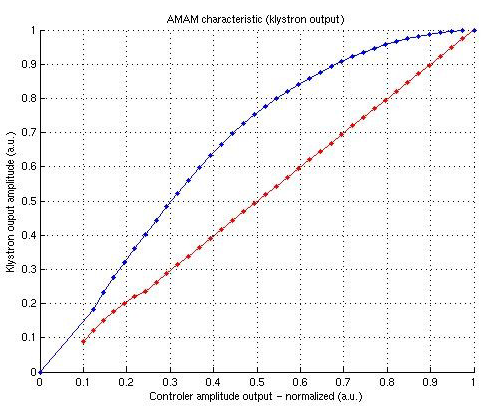 AMAM characteristic (klystron output)
Klystron ouput amplitude (a.u.)
1
0.9
0.8
0.7
0.6
0.5
0.4
0.3
0.2
0.1
0
0 0.1 0.2 0.3 0.4 0.5 0.6 0.7 0.8 0.9 1
Controler amplitude output - normalized (a.u.)